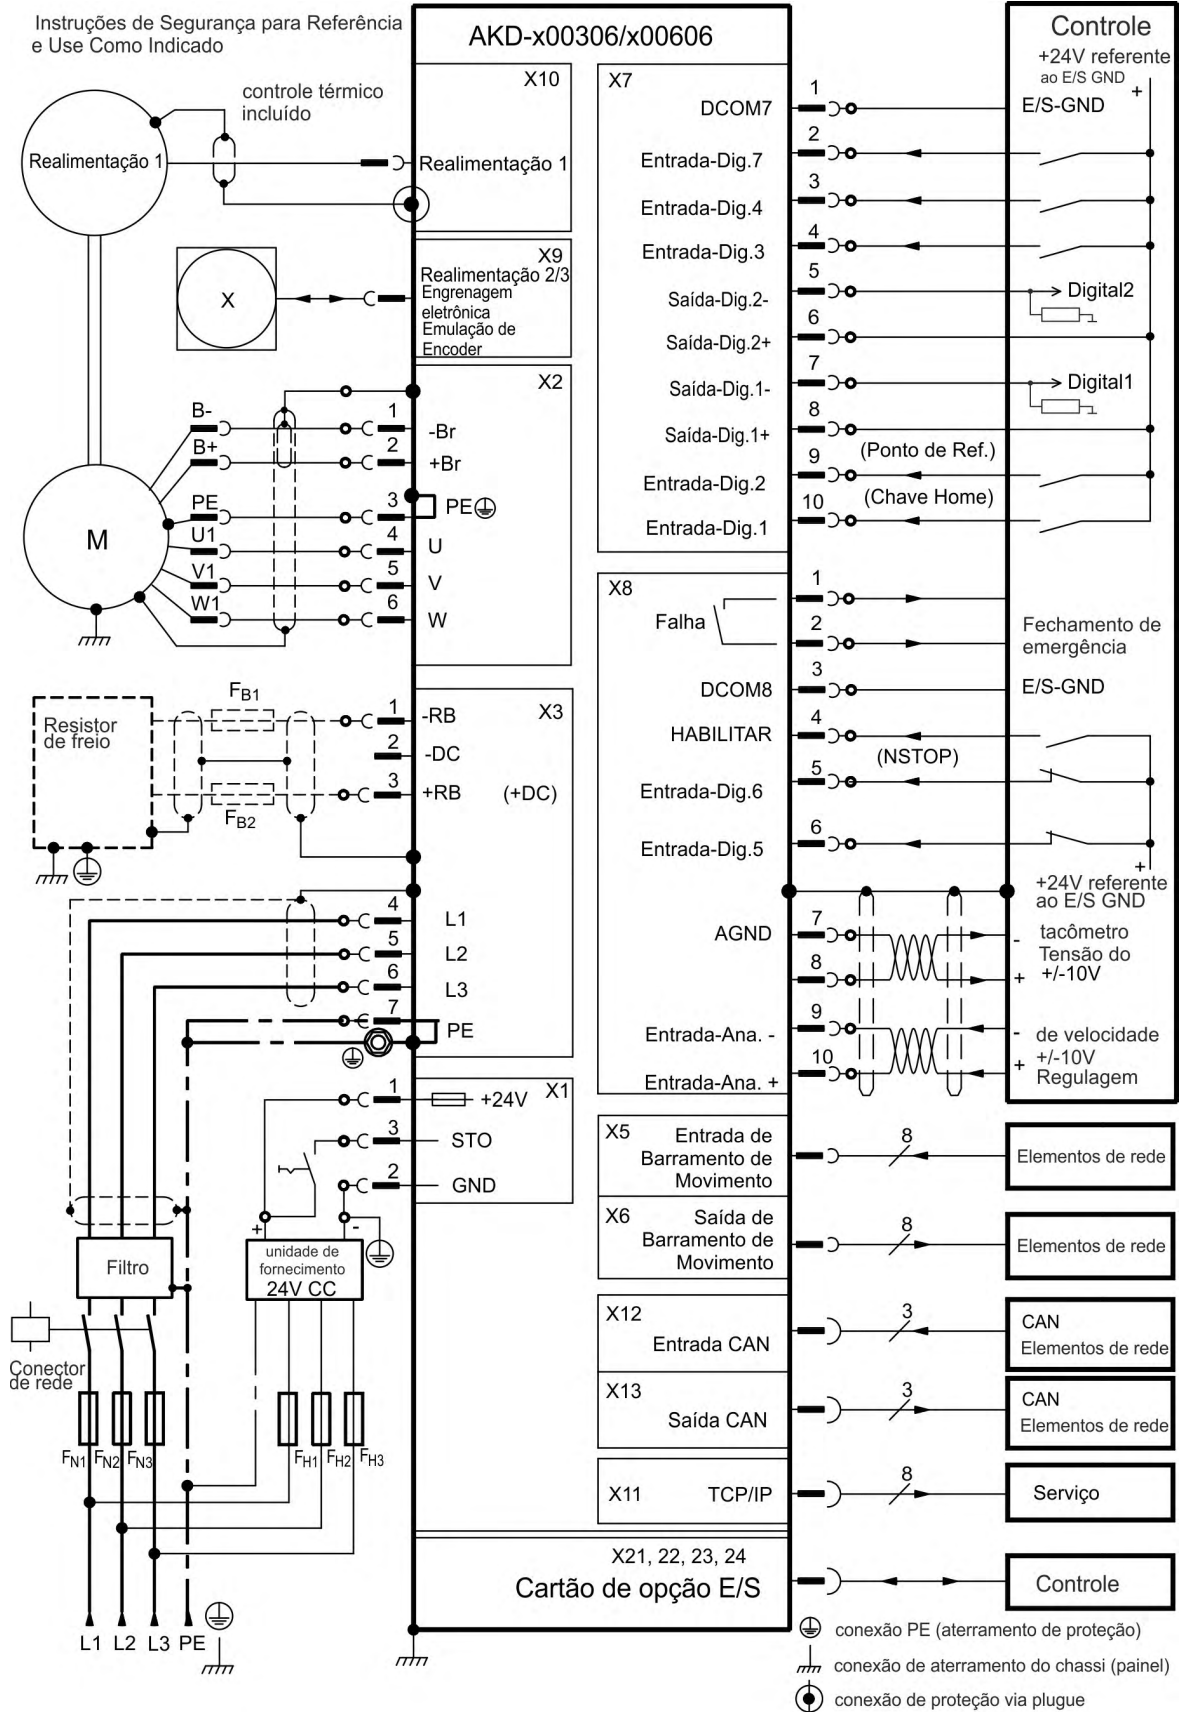 Instruções de Segurança para Referência
e Use Como Indicado
AKD-x00306/x00606
Controle
+24V referente
ao E/S GND
+
X10
controle térmico
incluído
Realimentação 1
Realimentação 1
X9
Realimentação 2/3
Engrenagem
eletrônica
Emulação de
Encoder
X
X2
B-
1
-Br
B+
2
+Br
PE
3
PE
U1
4
U
V1
5
V
W1
6
W
M
X3
Resistor
de freio
FB1
1
-RB
2
-DC
3
+RB
(+DC)
FB2
4
L1
5
L2
6
L3
7
PE
X1
1
+24V
3
STO
2
GND
+
-
unidade de
fornecimento
24V CC
Filtro
Conector
de rede
FN1
FN2
FN3
FH1
FH2
FH3
L1
L2
L3
PE
X7
DCOM7
1
E/S-GND
Entrada-Dig.7
2
Entrada-Dig.4
3
Entrada-Dig.3
4
Saída-Dig.2-
5
Digital2
Saída-Dig.2+
6
Saída-Dig.1-
7
Digital1
Saída-Dig.1+
8
(Ponto de Ref.)
Entrada-Dig.2
9
(Chave Home)
Entrada-Dig.1
10
X8
Falha
1
2
Fechamento de
emergência
DCOM8
3
E/S-GND
HABILITAR
4
(NSTOP)
Entrada-Dig.6
5
Entrada-Dig.5
6
+
+24V referente
ao E/S GND
AGND
7
-
tacômetro
Tensão do
8
+
+/-10V
Entrada-Ana. -
9
-
de velocidade
+/-10V
Entrada-Ana. +
10
+
Regulagem
X5
Entrada de
Barramento de
Movimento
8
Elementos de rede
X6
Saída de
Barramento de
Movimento
8
Elementos de rede
X12
Entrada CAN
3
CAN
Elementos de rede
X13
Saída CAN
3
CAN
Elementos de rede
X11
TCP/IP
8
Serviço
X21, 22, 23, 24
Cartão de opção E/S
Controle
conexão PE (aterramento de proteção)
conexão de aterramento do chassi (painel)
conexão de proteção via plugue